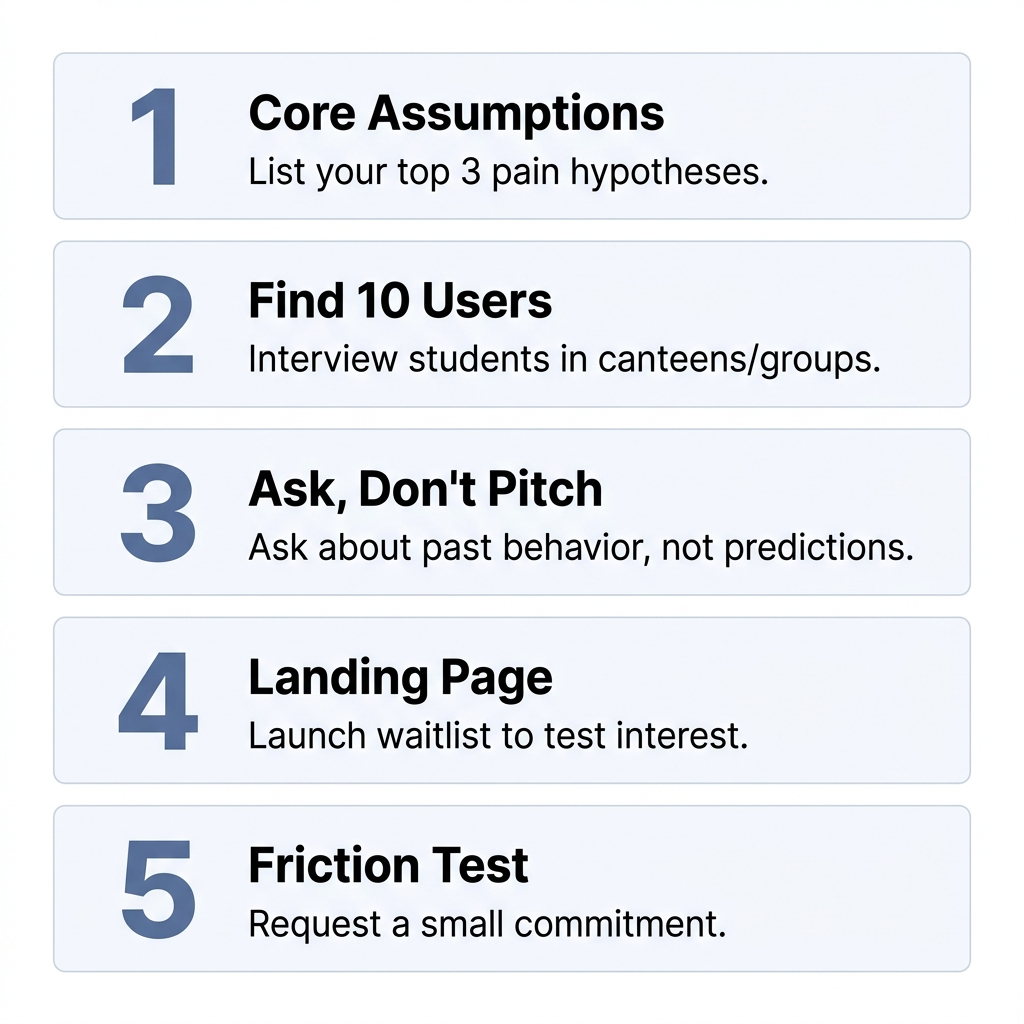 1
Core Assumptions
List your top 3 pain hypotheses.
2
Find 10 Users
Interview students in canteens/groups.
3
Ask, Don't Pitch
Ask about past behavior, not predictions.
4
Landing Page
Launch waitlist to test interest.
5
Friction Test
Request a small commitment.